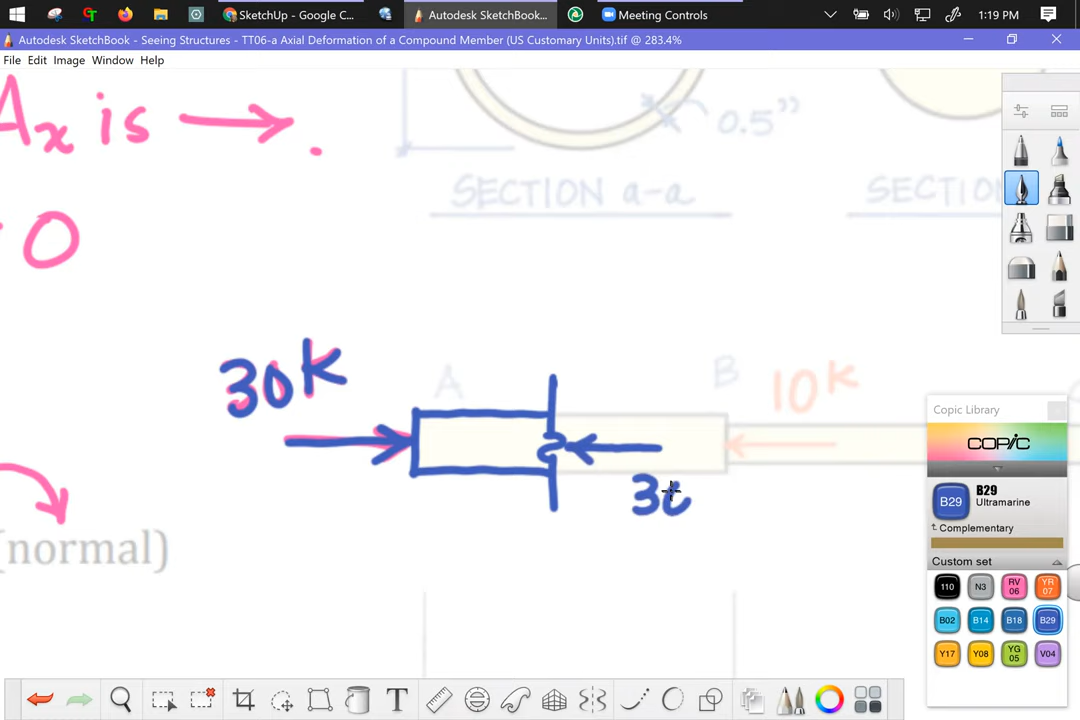 SketchUp - Google C...
Autodesk SketchBook...
Meeting Controls
1:19 PM
Autodesk SketchBook - Seeing Structures - TT06-a Axial Deformation of a Compound Member (US Customary Units).tif @ 283.4%
File Edit Image Window Help
Ax is → .
0
0.5"
SECTION a-a
SECTIO
30k
A
B
10k
30
(normal)
Copic Library
COPIC
B29
B29
Ultramarine
Complementary
Custom set
110
N3
RV
06
YR
07
B02
B14
B18
B29
Y17
Y08
YG
05
V04
T